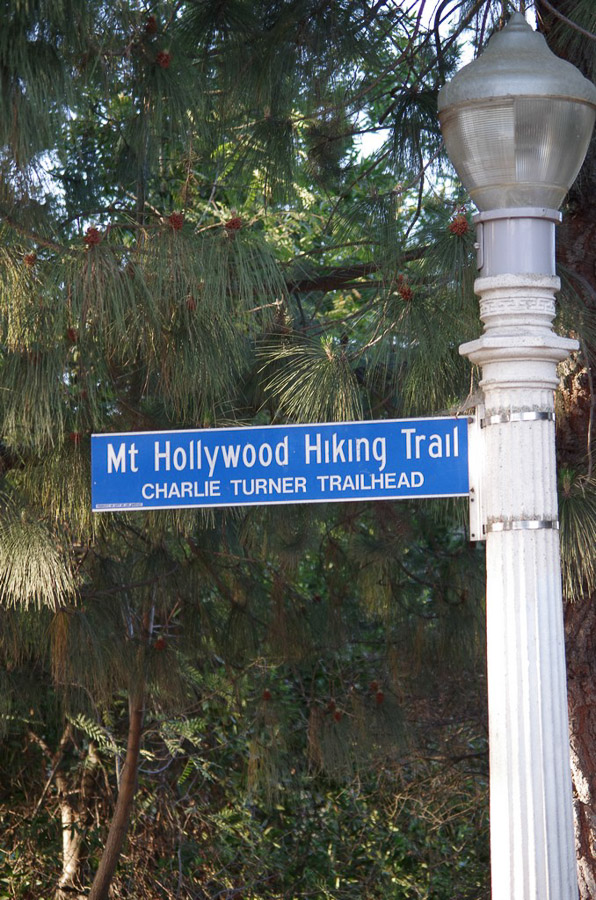 Mt Hollywood Hiking Trail
CHARLIE TURNER TRAILHEAD